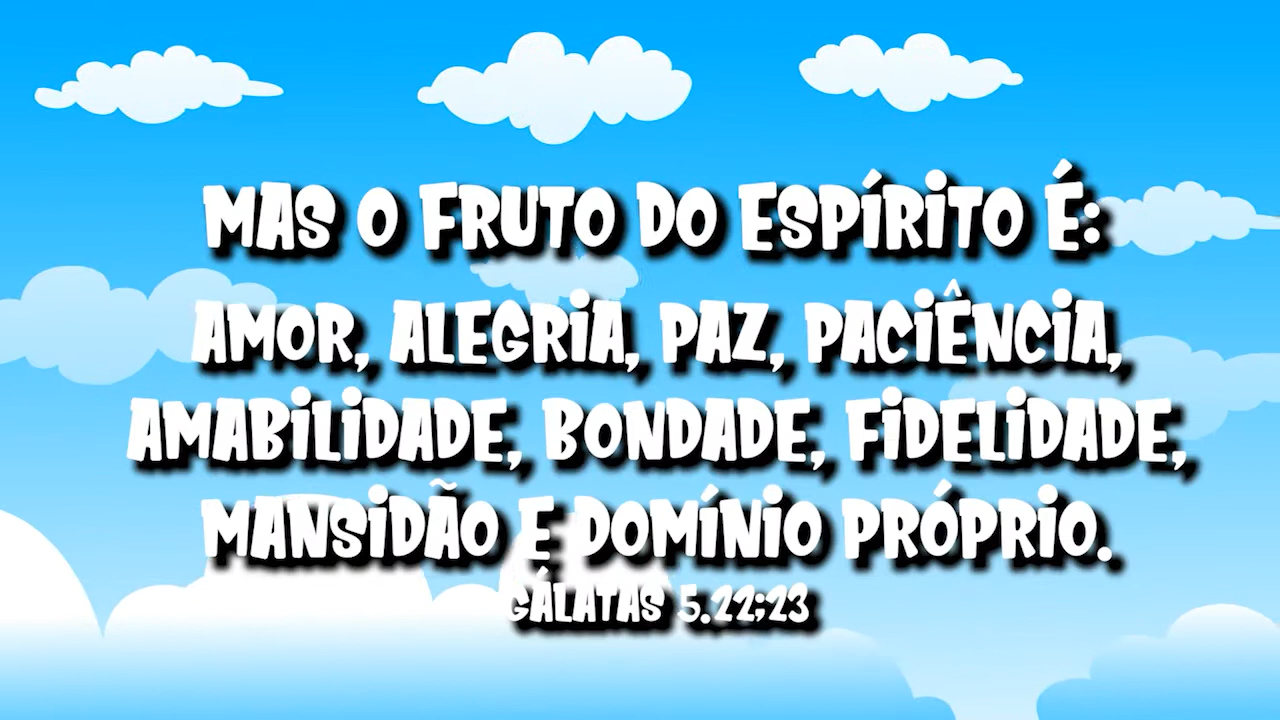 MAS O FRUTO DO ESPÍRITO É:
AMOR, ALEGRIA, PAZ, PACIÊNCIA,
AMABILIDADE, BONDADE, FIDELIDADE,
MANSIDÃO E DOMÍNIO PRÓPRIO.
GÁLATAS 5.22;23